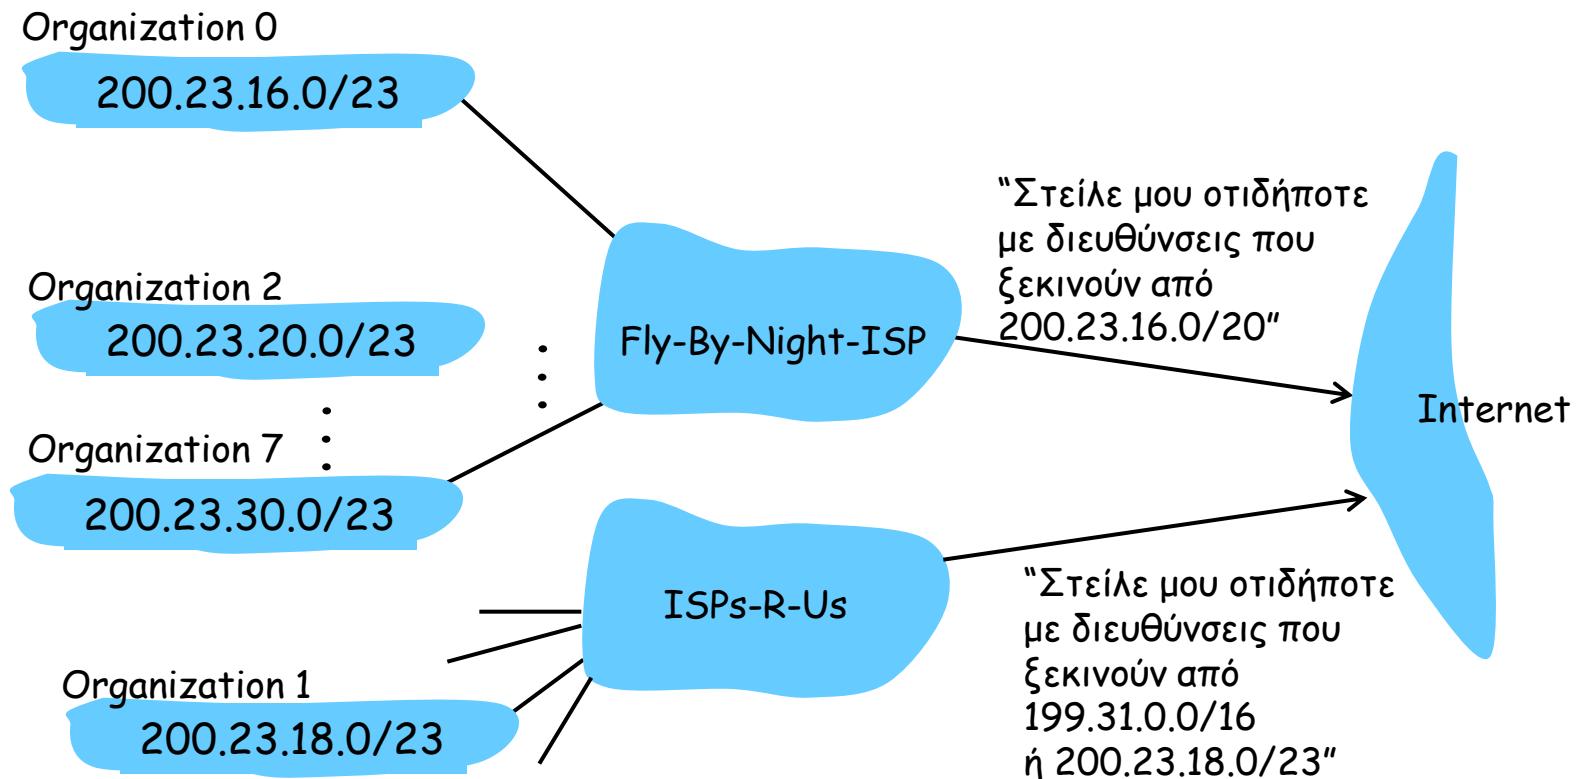 Organization 0
200.23.16.0/23
Organization 2
200.23.20.0/23
Organization 7
200.23.30.0/23
Organization 1
200.23.18.0/23
Fly-By-Night-ISP
ISPs-R-Us
“Στείλε μου οτιδήποτε
με διευθύνσεις που
ξεκινούν από
200.23.16.0/20”
“Στείλε μου οτιδήποτε
με διευθύνσεις που
ξεκινούν από
199.31.0.0/16
ή 200.23.18.0/23”
Internet